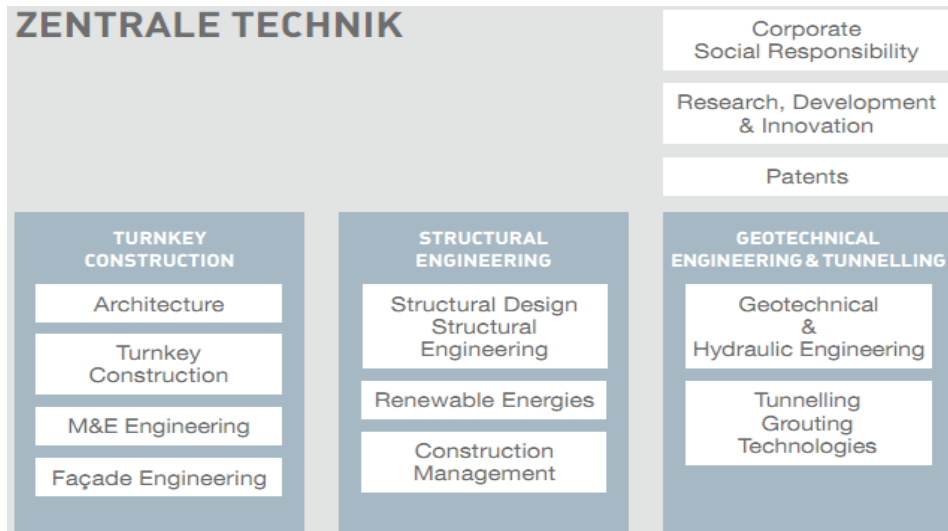 ZENTRALE TECHNIK
Corporate
Social Responsibility
Research, Development
& Innovation
Patents
TURNKEY
CONSTRUCTION
Architecture
Turnkey
Construction
M&E Engineering
Façade Engineering
STRUCTURAL
ENGINEERING
Structural Design
Structural
Engineering
Renewable Energies
Construction
Management
GEOTECHNICAL
ENGINEERING & TUNNELLING
Geotechnical
&
Hydraulic Engineering
Tunnelling
Grouting
Technologies